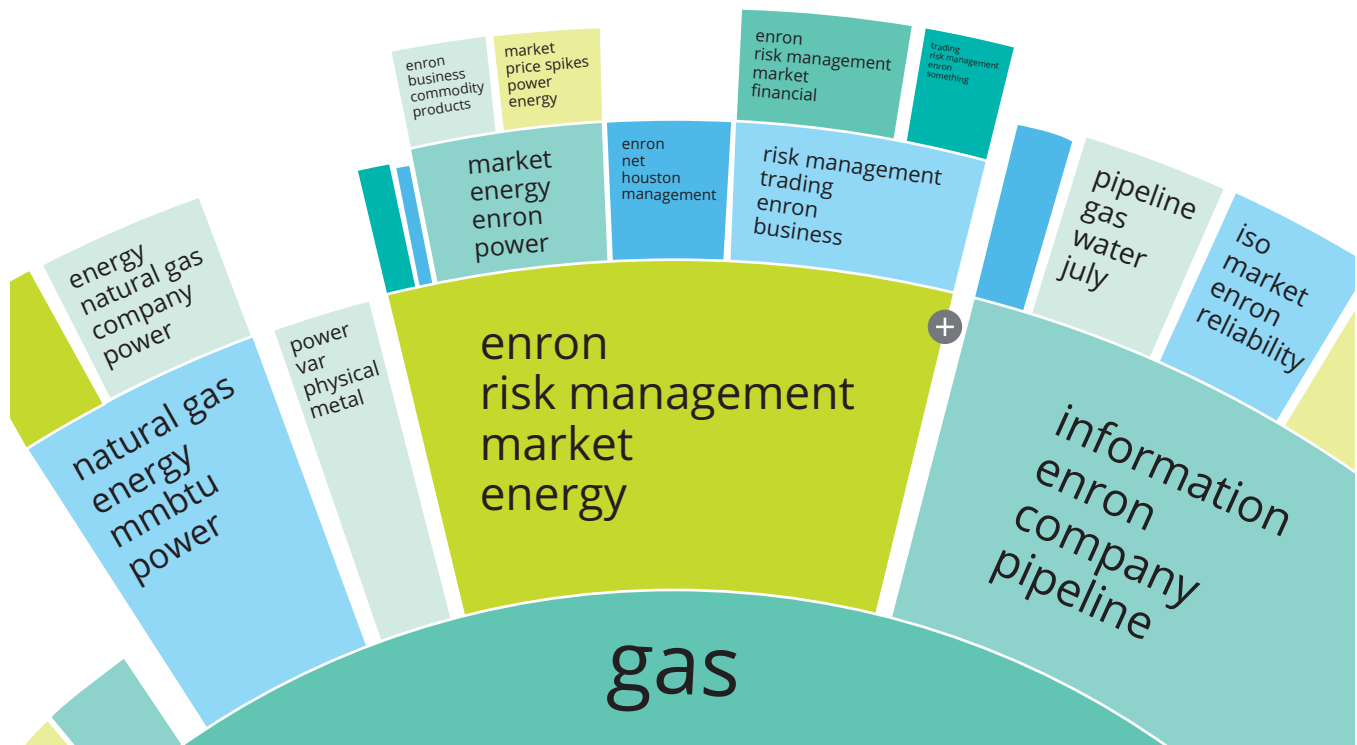 enron
business
commodity
products
market
price spikes
power
energy
enron
risk management
market
financial
trading
risk management
enron
something
market
energy
enron
power
enron
net
houston
management
risk management
trading
enron
business
pipeline
gas
water
july
iso
market
enron
reliability
energy
natural gas
company
power
natural gas
energy
mmbtu
power
power
var
physical
metal
enron
risk management
market
energy
information
enron
company
pipeline
gas